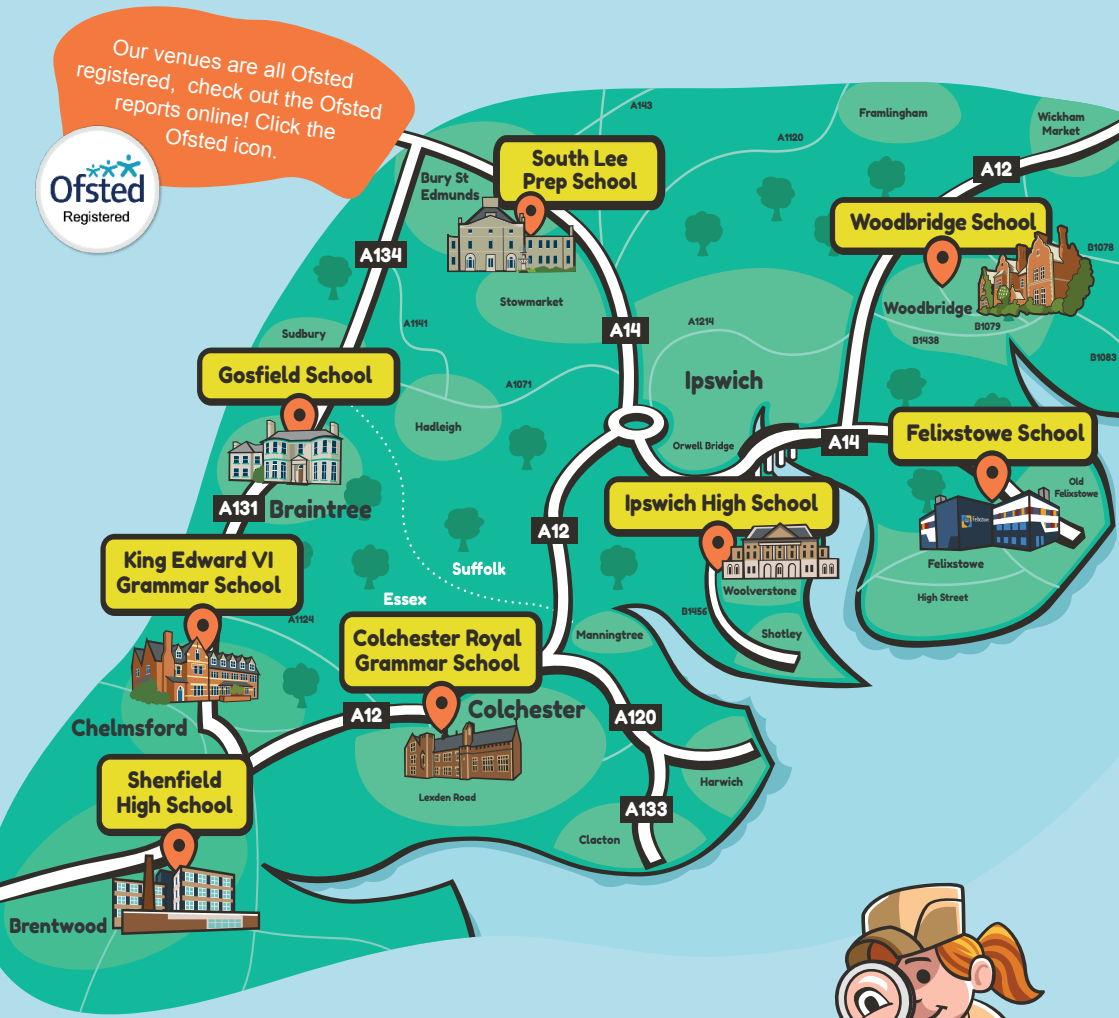 Our venues are all Ofsted
registered, check out the Ofsted
reports online! Click the
Ofsted icon.
Ofsted
Registered
A143
Framlingham
Wickham
Market
A1120
South Lee
Prep School
Bury St
Edmunds
A12
Woodbridge School
A134
B1078
Stowmarket
Woodbridge
B1079
B1438
B1083
Sudbury
A1141
A14
A1214
Gosfield School
Ipswich
A1071
Hadleigh
Orwell Bridge
A14
Felixstowe School
Old
Felixstowe
Felixstowe
A131
Braintree
Ipswich High School
A12
King Edward VI
Grammar School
Suffolk
Essex
Woolverstone
Felixstowe
High Street
B1456
A1124
Colchester Royal
Grammar School
Manningtree
Shotley
Chelmsford
A12
Colchester
A120
Shenfield
High School
Lexden Road
Harwich
A133
Clacton
Brentwood